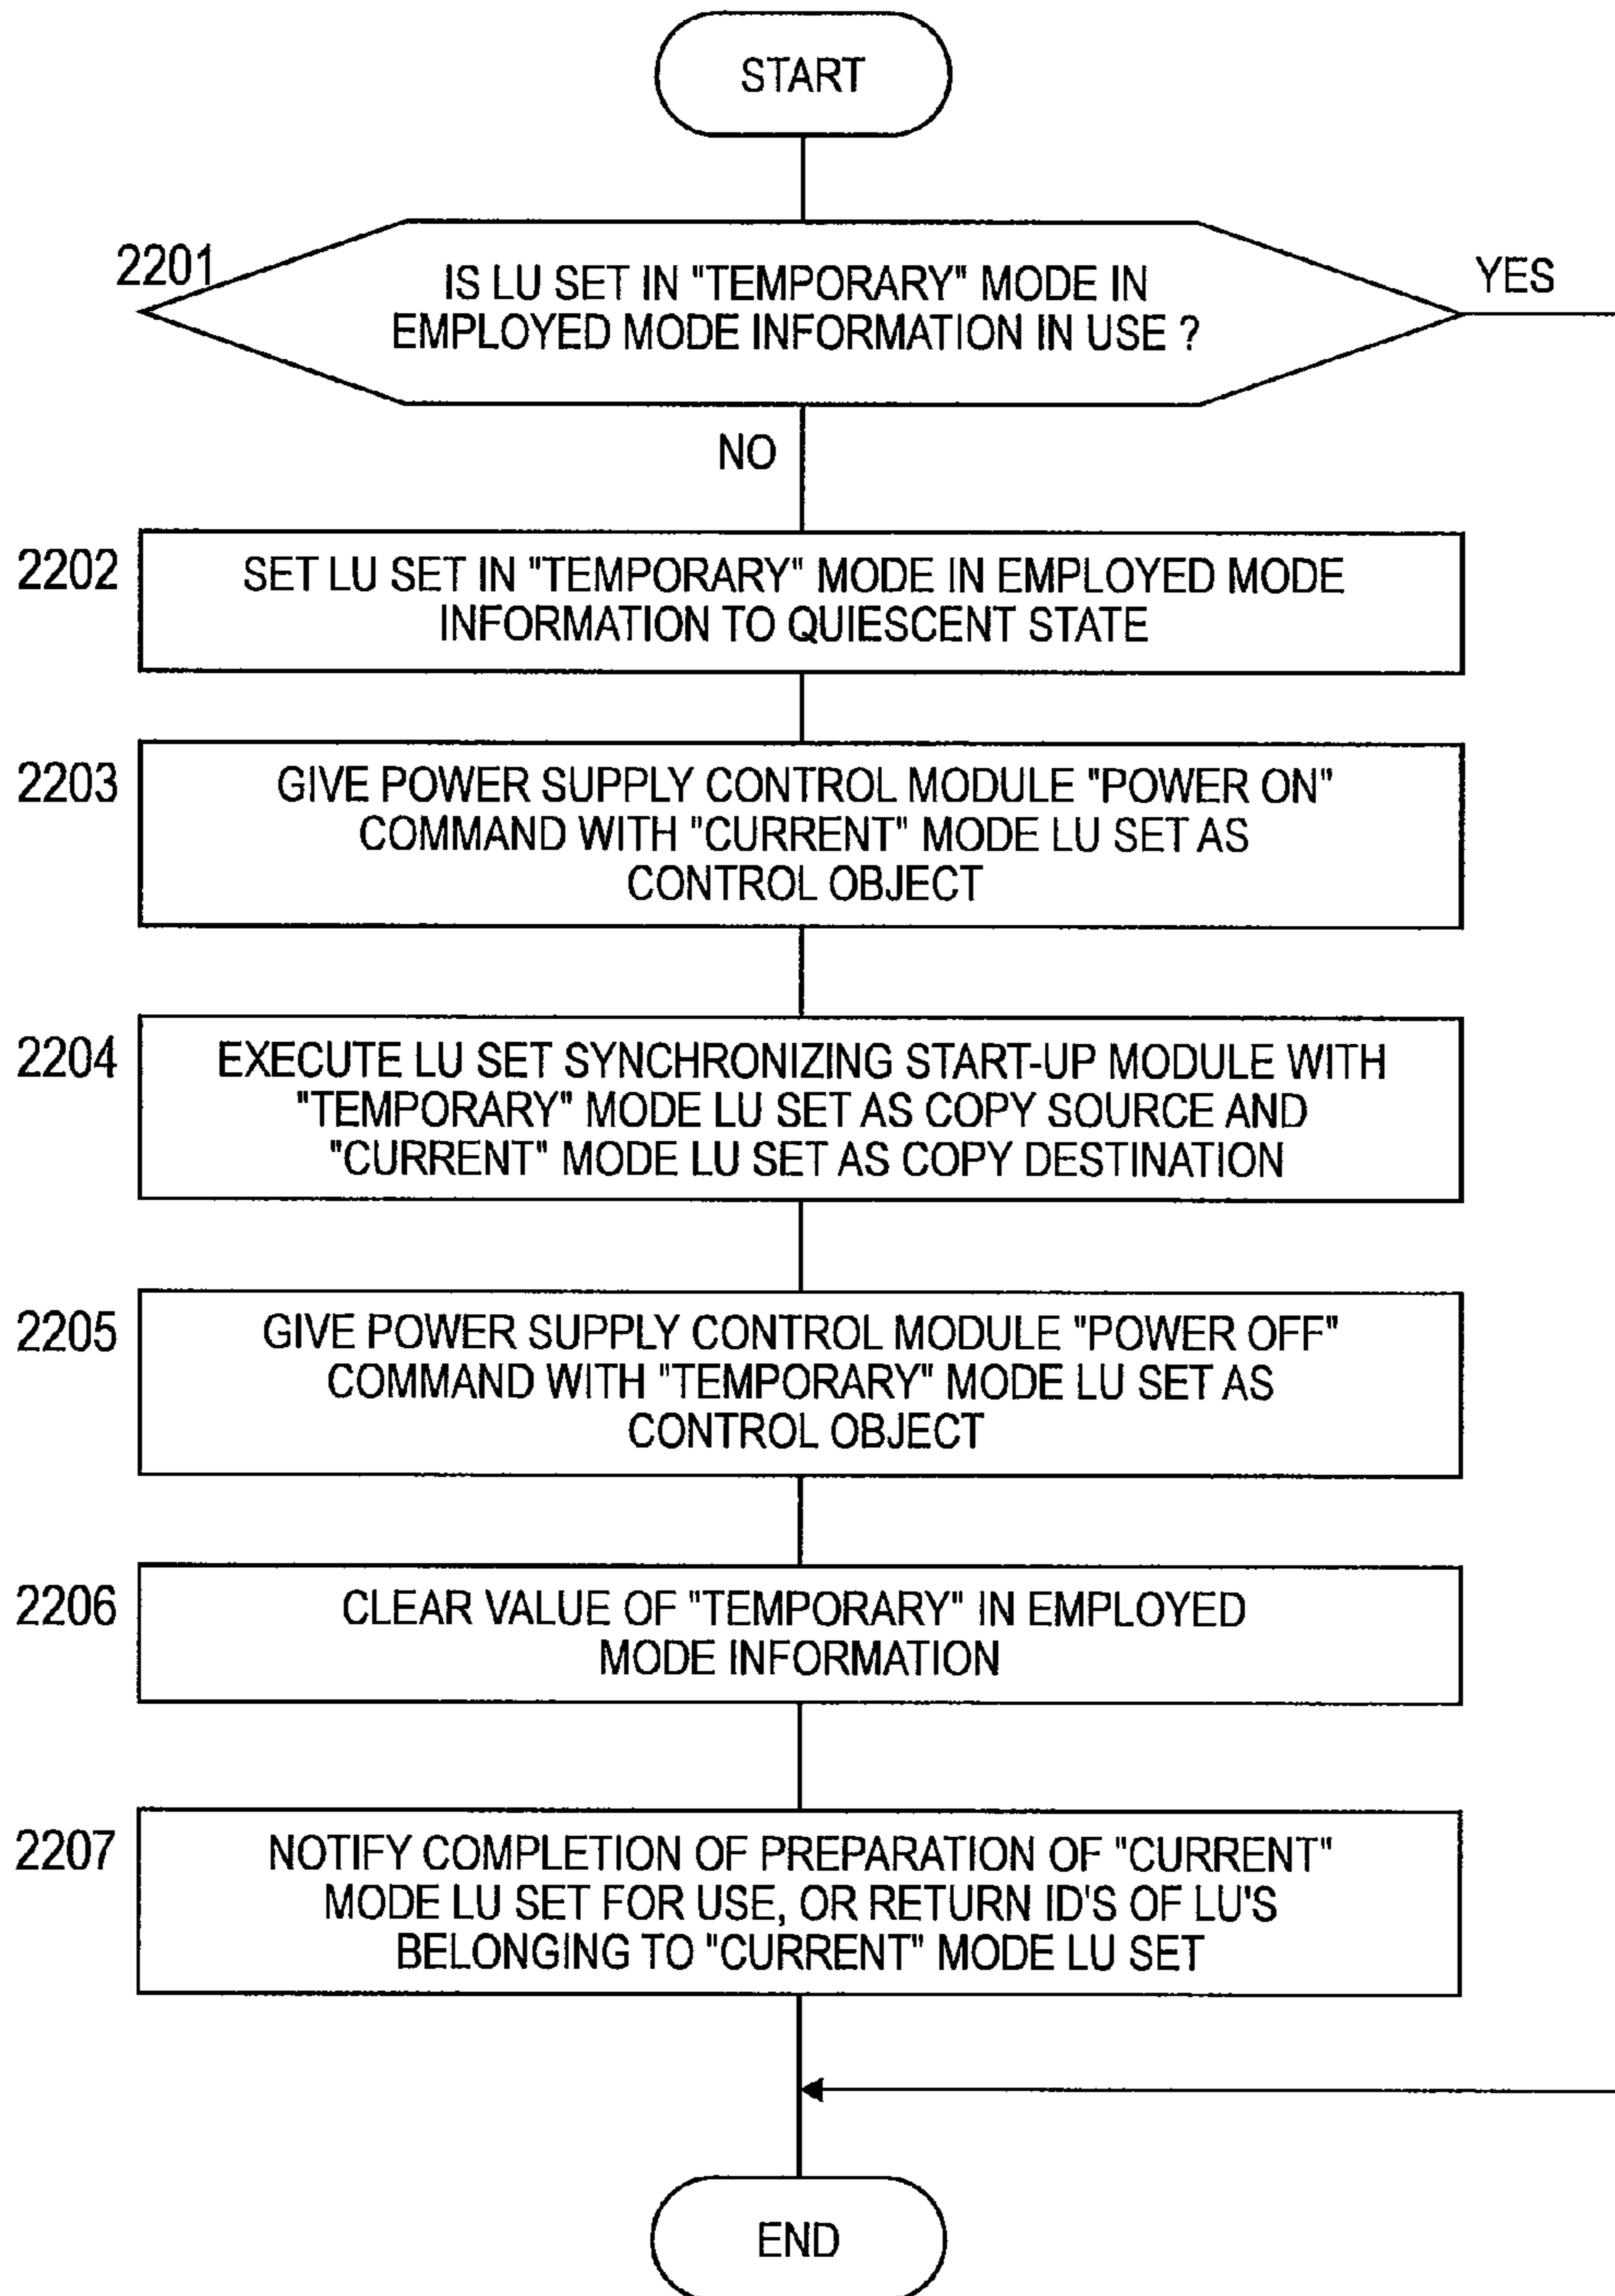 START
2201
IS LU SET IN "TEMPORARY" MODE IN
EMPLOYED MODE INFORMATION IN USE ?
YES
NO
2202
SET LU SET IN "TEMPORARY" MODE IN EMPLOYED MODE
INFORMATION TO QUIESCENT STATE
2203
GIVE POWER SUPPLY CONTROL MODULE "POWER ON"
COMMAND WITH "CURRENT" MODE LU SET AS
CONTROL OBJECT
2204
EXECUTE LU SET SYNCHRONIZING START-UP MODULE WITH
"TEMPORARY" MODE LU SET AS COPY SOURCE AND
"CURRENT" MODE LU SET AS COPY DESTINATION
2205
GIVE POWER SUPPLY CONTROL MODULE "POWER OFF"
COMMAND WITH "TEMPORARY" MODE LU SET AS
CONTROL OBJECT
2206
CLEAR VALUE OF "TEMPORARY" IN EMPLOYED
MODE INFORMATION
2207
NOTIFY COMPLETION OF PREPARATION OF "CURRENT"
MODE LU SET FOR USE, OR RETURN ID'S OF LU'S
BELONGING TO "CURRENT" MODE LU SET
END